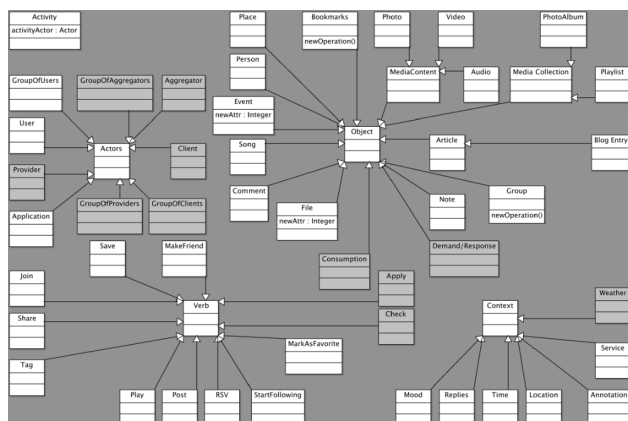 Activity
activityActor : Actor
Place
Bookmarks
newOperation()
Photo
Video
PhotoAlbum
Person
GroupOfUsers
GroupOfAggregators
Aggregator
MediaContent
Audio
Media Collection
Playlist
Event
newAttr : Integer
User
Actors
Client
Song
Object
Article
Blog Entry
Provider
Comment
File
newAttr : Integer
Note
Group
newOperation()
Application
GroupOfProviders
GroupOfClients
Save
MakeFriend
Consumption
Demand/Response
Join
Apply
Weather
Share
Verb
Check
Context
Tag
MarkAsFavorite
Service
Play
Post
RSV
StartFollowing
Mood
Replies
Time
Location
Annotation